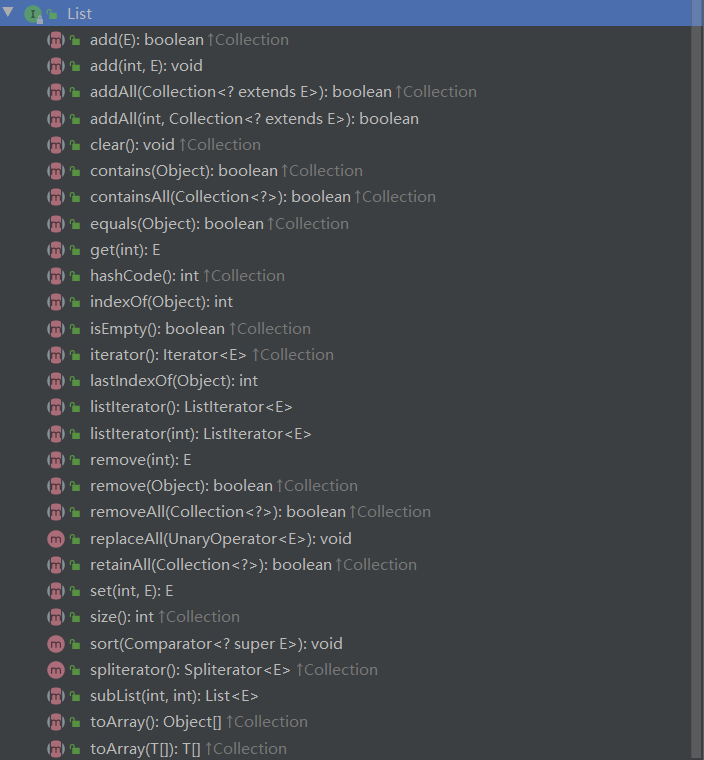 List
add(E): boolean ↑Collection
add(int, E): void
addAll(Collection<? extends E>): boolean ↑Collection
addAll(int, Collection<? extends E>): boolean
clear(): void ↑Collection
contains(Object): boolean ↑Collection
containsAll(Collection<?>): boolean ↑Collection
equals(Object): boolean ↑Collection
get(int): E
hashCode(): int ↑Collection
indexOf(Object): int
isEmpty(): boolean ↑Collection
iterator(): Iterator<E> ↑Collection
lastIndexOf(Object): int
listIterator(): ListIterator<E>
listIterator(int): ListIterator<E>
remove(int): E
remove(Object): boolean ↑Collection
removeAll(Collection<?>): boolean ↑Collection
replaceAll(UnaryOperator<E>): void
retainAll(Collection<?>): boolean ↑Collection
set(int, E): E
size(): int ↑Collection
sort(Comparator<? super E>): void
spliterator(): Spliterator<E> ↑Collection
subList(int, int): List<E>
toArray(): Object[] ↑Collection
toArray(T[]): T[] ↑Collection